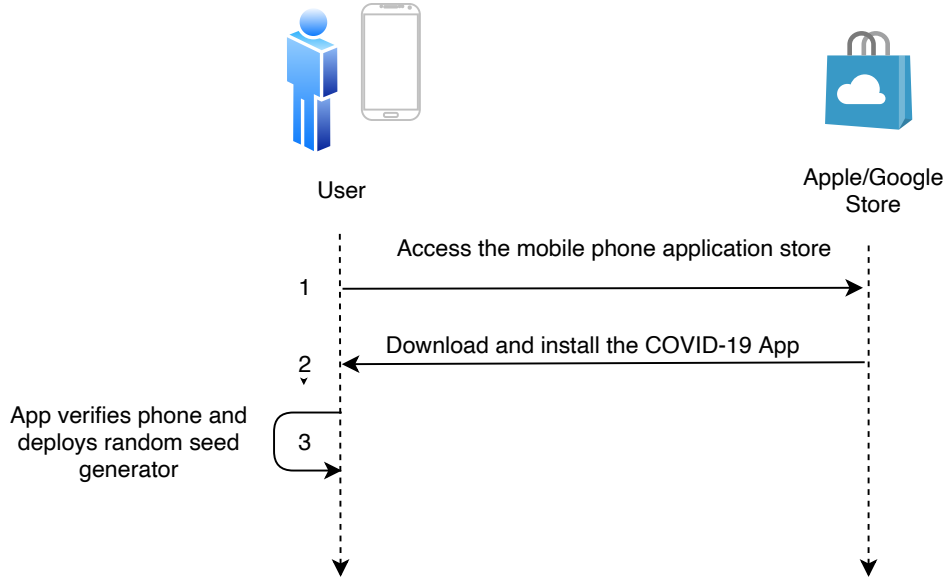 User
Apple/Google
Store
Access the mobile phone application store
1
Download and install the COVID-19 App
2
App verifies phone and
deploys random seed
generator
3